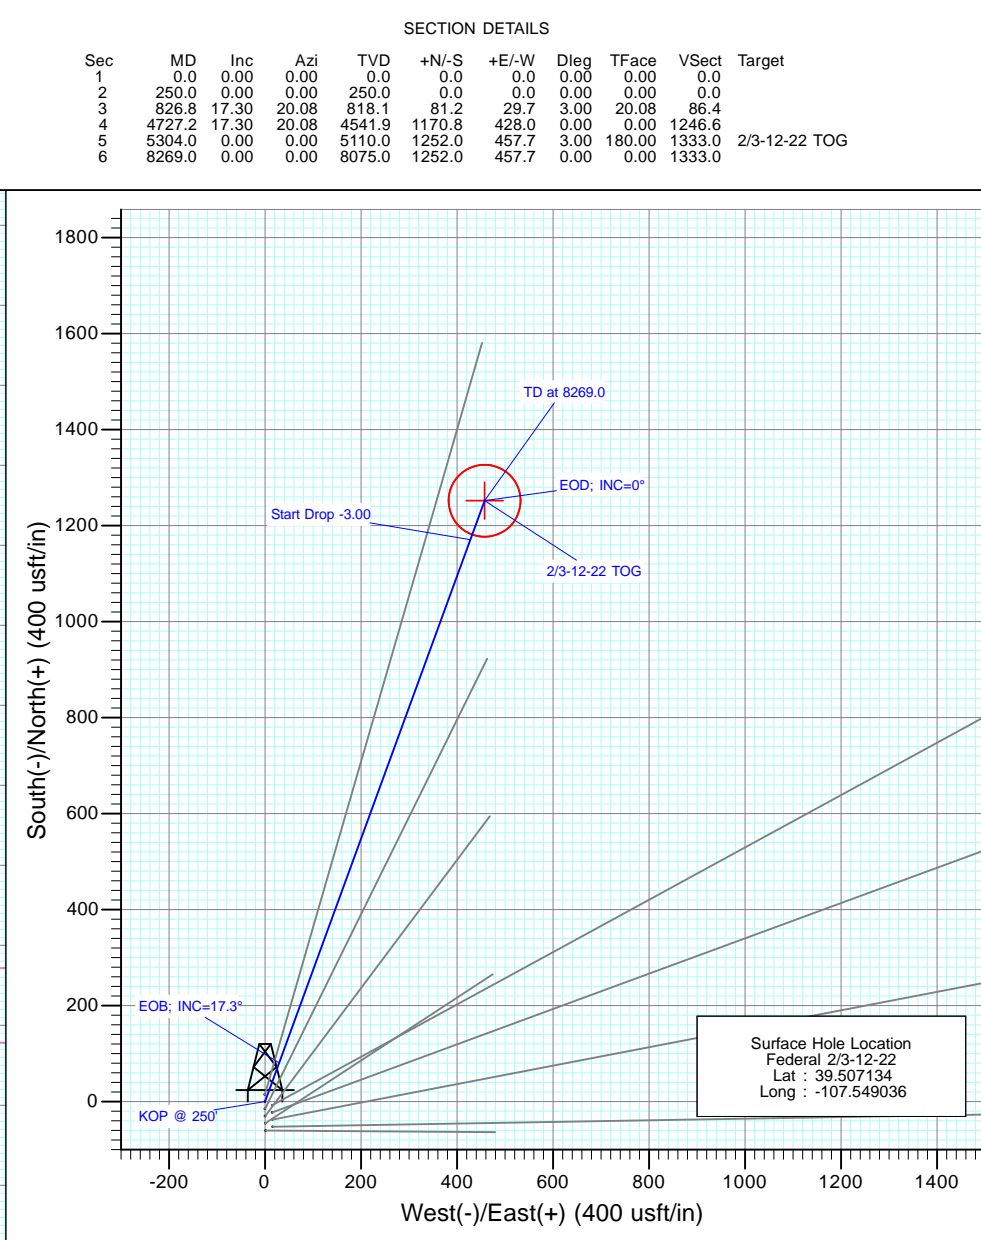 SECTION DETAILS
Sec MD Inc Azi TVD +N/-S +E/-W Dleg TFace VSect Target
1 0.0 0.00 0.00 0.0 0.0 0.0 0.00 0.00 0.0
2 250.0 0.00 0.00 250.0 0.0 0.0 0.00 0.00 0.0
3 826.8 17.30 20.08 818.1 81.2 29.7 3.00 20.08 86.4
4 4727.2 17.30 20.08 4541.9 1170.8 428.0 0.00 0.00 1246.6
5 5304.0 0.00 0.00 5110.0 1252.0 457.7 3.00 180.00 1333.0 2/3-12-22 TOG
6 8269.0 0.00 0.00 8075.0 1252.0 457.7 0.00 0.00 1333.0
1800
1600
1400
1200
1000
800
600
400
200
0
South(-)/North(+) (400 usft/in)
TD at 8269.0
EOD; INC=0°
Start Drop -3.00
2/3-12-22 TOG
EOB; INC=17.3°
KOP @ 250'
Surface Hole Location
Federal 2/3-12-22
Lat : 39.507134
Long : -107.549036
-200 0 200 400 600 800 1000 1200 1400
West(-)/East(+) (400 usft/in)